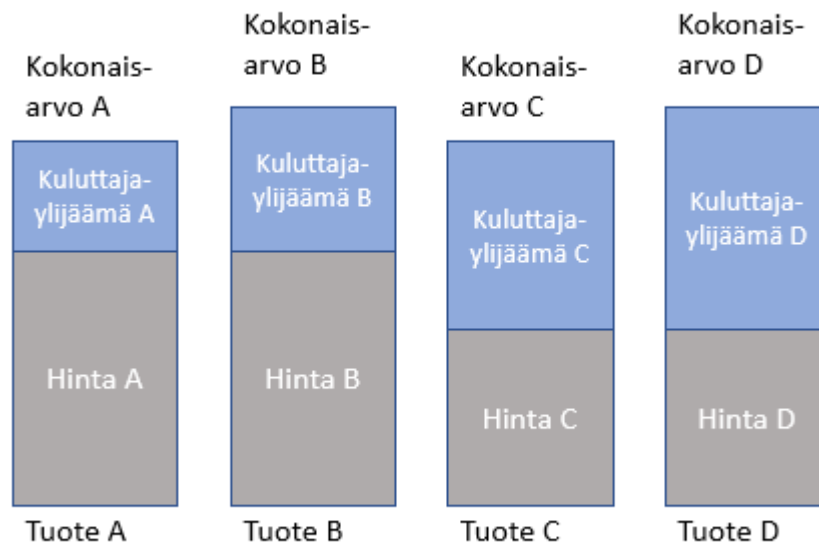 Kokonais-
arvo A
Kuluttaja-
ylijäämä A
Hinta A
Tuote A
Kokonais-
arvo B
Kuluttaja-
ylijäämä B
Hinta B
Tuote B
Kokonais-
arvo C
Kuluttaja-
ylijäämä C
Hinta C
Tuote C
Kokonais-
arvo D
Kuluttaja-
ylijäämä D
Hinta D
Tuote D